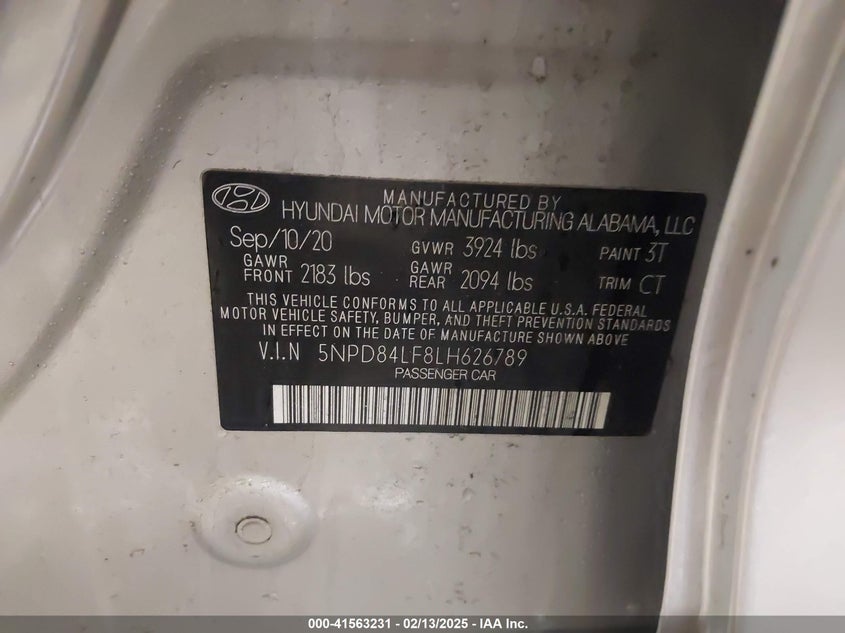 MANUFACTURED BY
HYUNDAI MOTOR MANUFACTURING ALABAMA, LLC
Sep/10/20 GVWR 3924 lbs PAINT 3T
GAWR FRONT 2183 lbs GAWR REAR 2094 lbs TRIM CT
THIS VEHICLE CONFORMS TO ALL APPLICABLE U.S.A. FEDERAL
MOTOR VEHICLE SAFETY, BUMPER, AND THEFT PREVENTION STANDARDS
IN EFFECT ON THE DATE OF MANUFACTURE SHOWN ABOVE.
V.I.N 5NPD84LF8LH626789
PASSENGER CAR
000-41563231 - 02/13/2025 - IAA Inc.